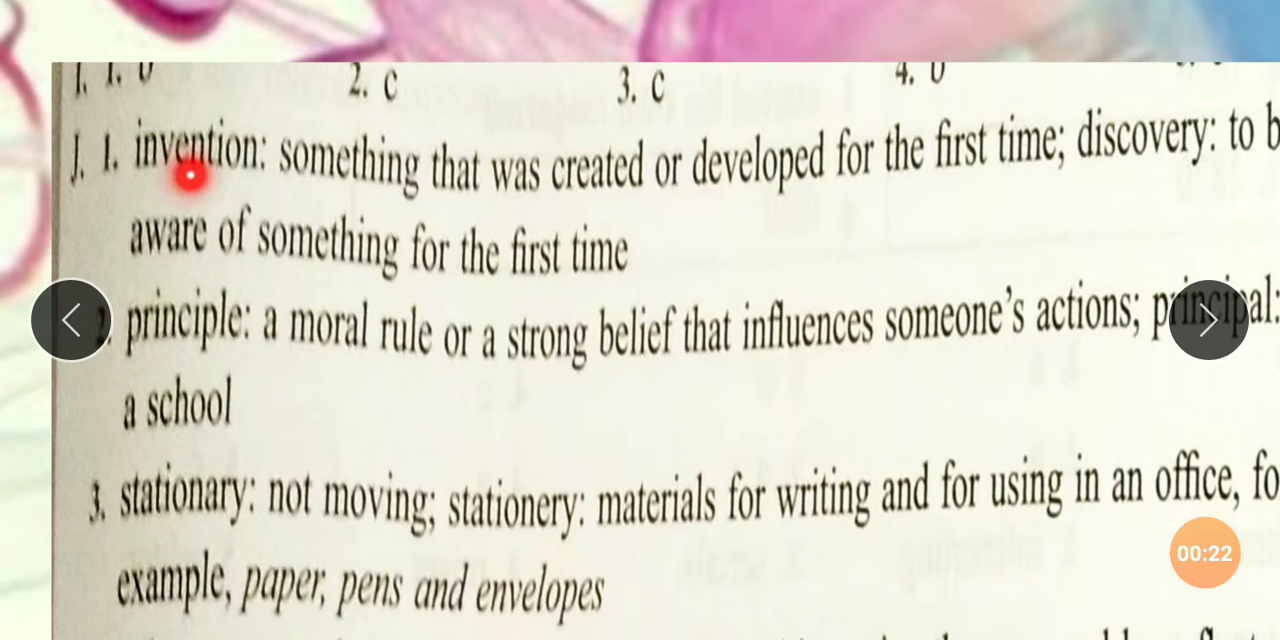 2. c 3. c 4.
J. 1. invention: something that was created or developed for the first time; discovery: to b
aware of something for the first time
principle: a moral rule or a strong belief that influences someone's actions; principal:
a school
3. stationary: not moving; stationery: materials for writing and for using in an office, fo
example, paper, pens and envelopes
00:22